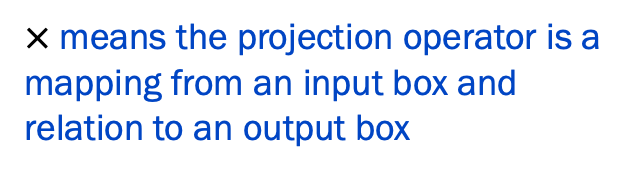 × means the projection operator is a
mapping from an input box and
relation to an output box